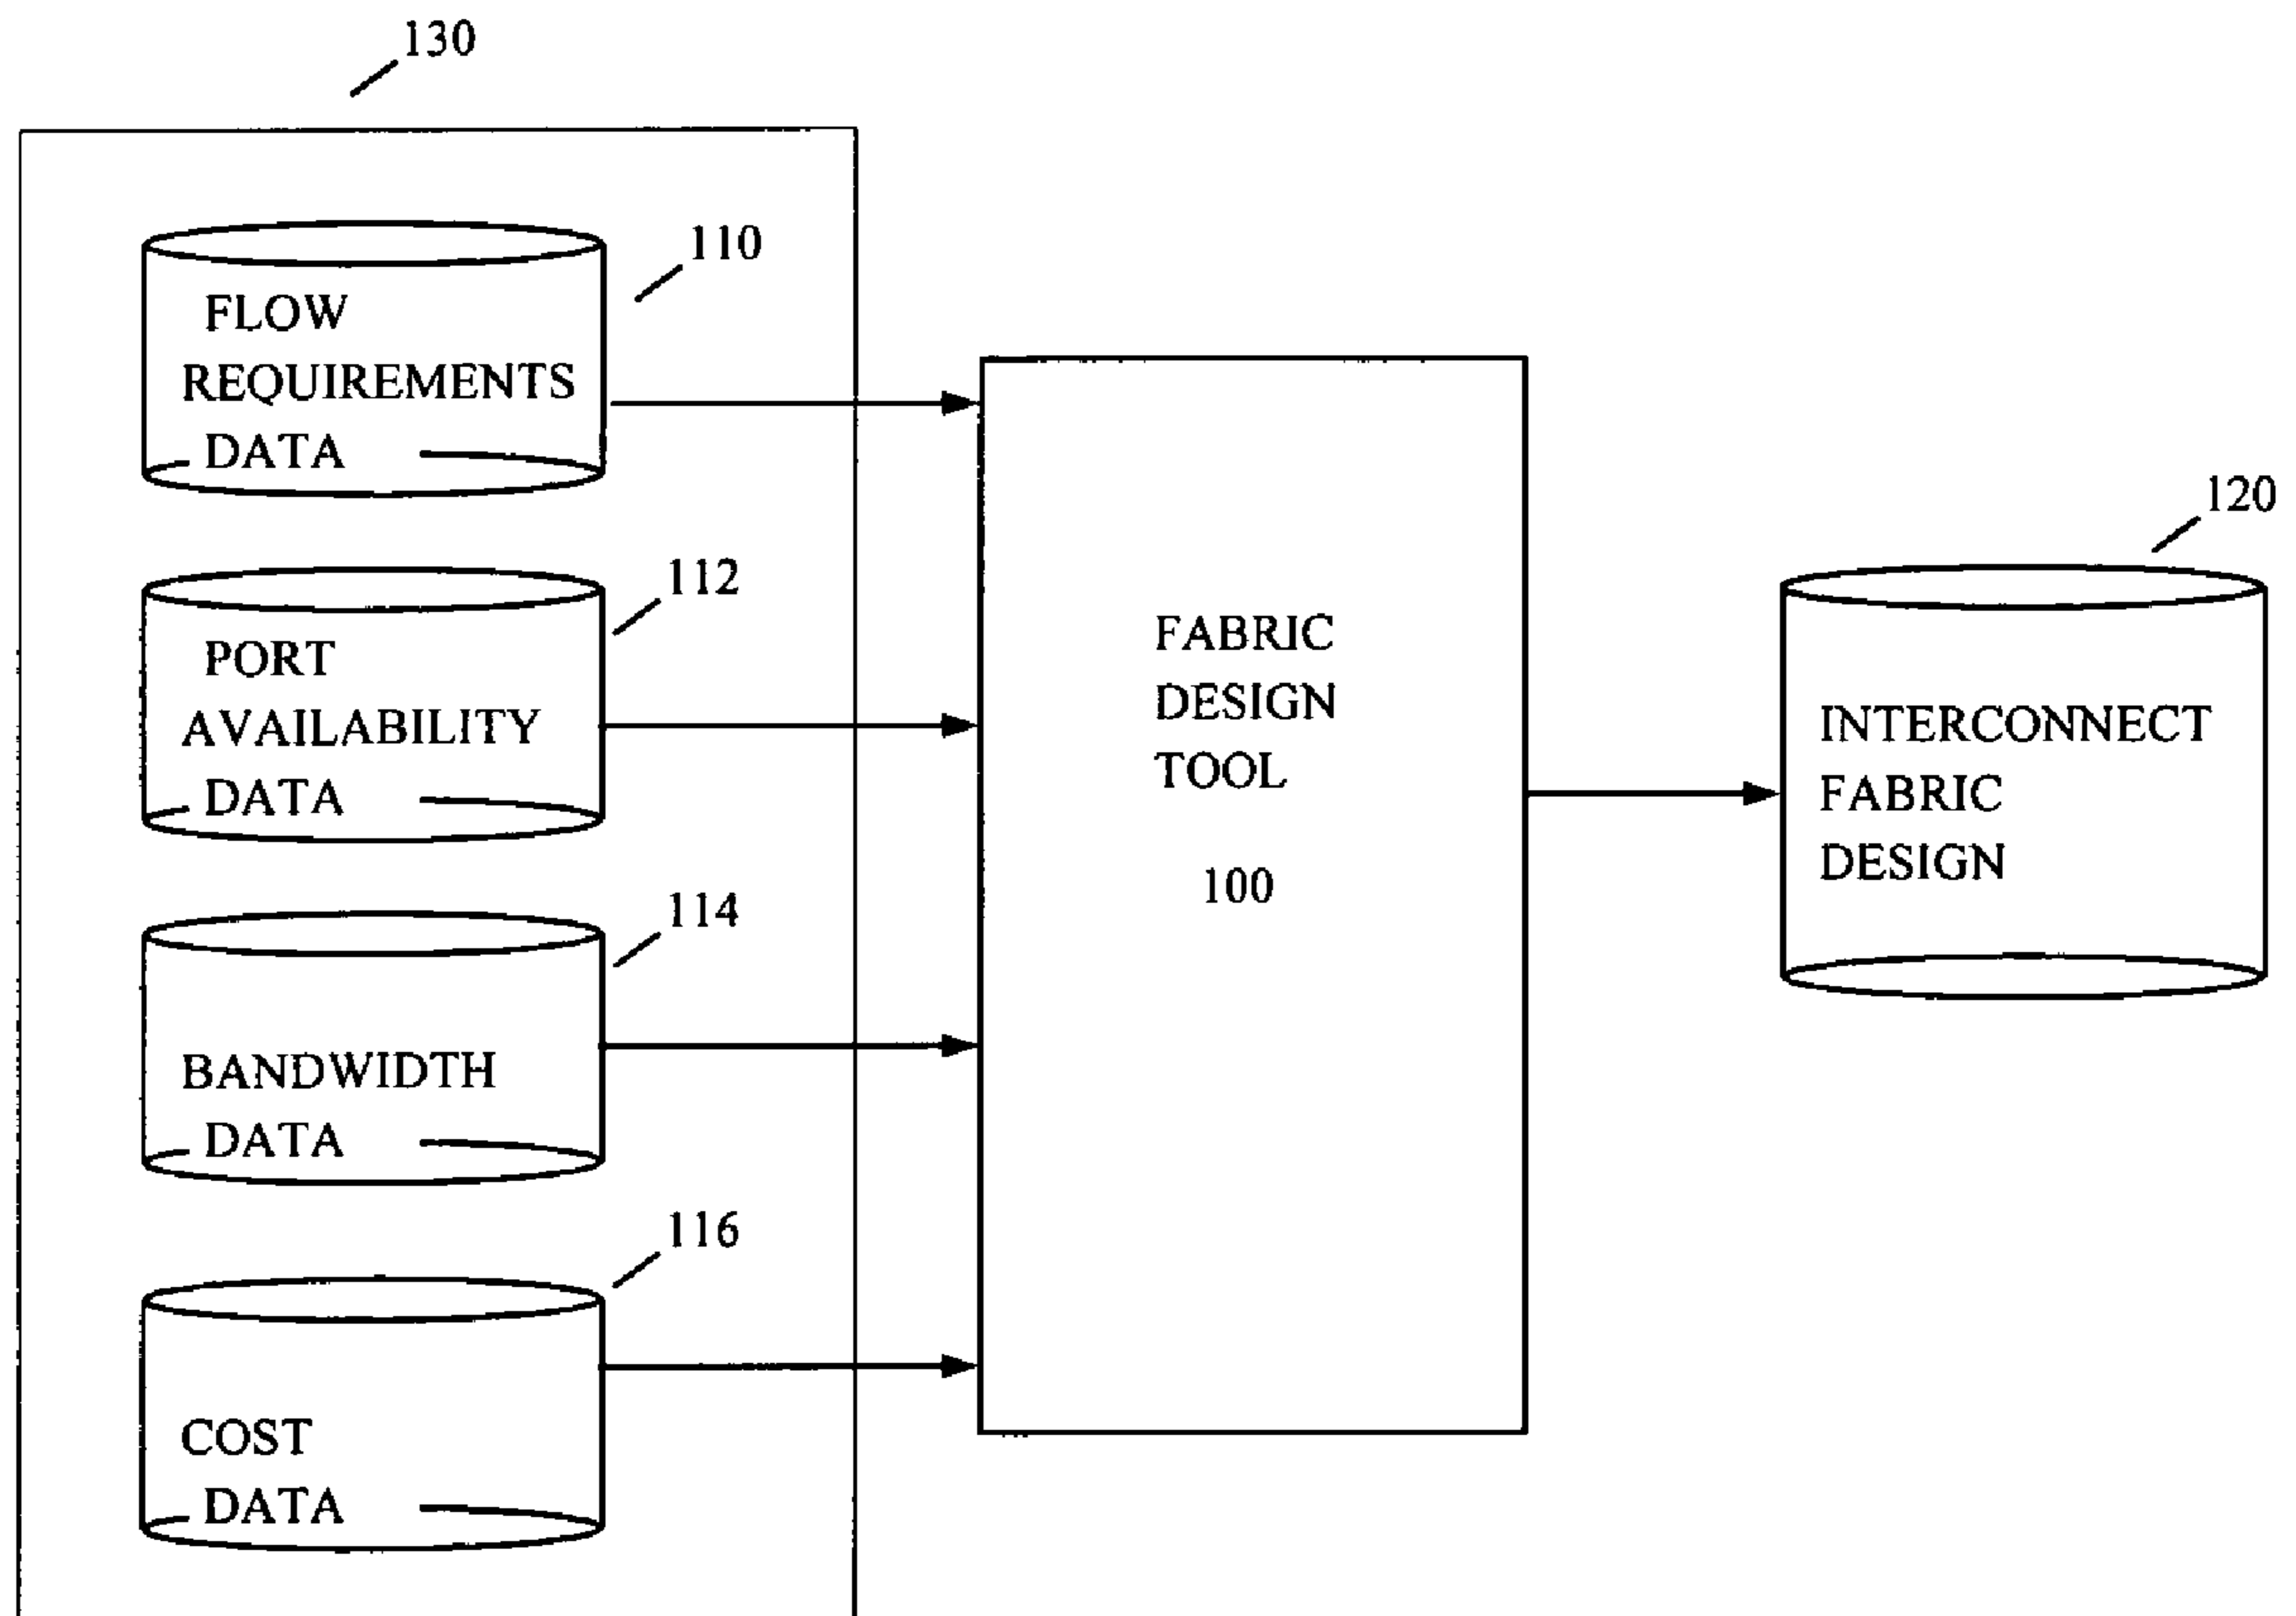 130
110
FLOW
REQUIREMENTS
DATA
112
PORT
AVAILABILITY
DATA
114
BANDWIDTH
DATA
116
COST
DATA
FABRIC
DESIGN
TOOL
100
120
INTERCONNECT
FABRIC
DESIGN